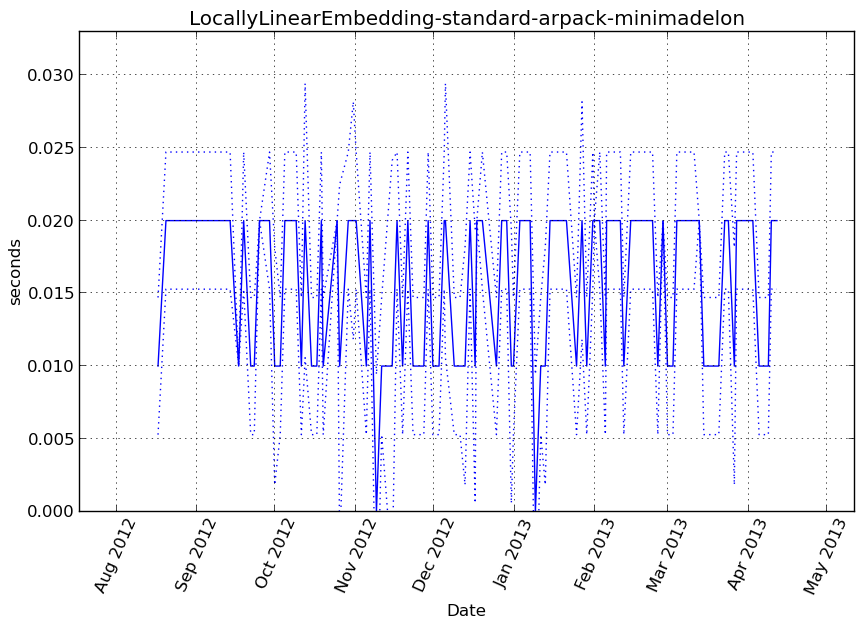 LocallyLinearEmbedding-standard-arpack-minimadelon
0.030
0.025
0.020
0.015
0.010
0.005
0.000
seconds
Aug 2012
Sep 2012
Oct 2012
Nov 2012
Dec 2012
Jan 2013
Feb 2013
Mar 2013
Apr 2013
May 2013
Date